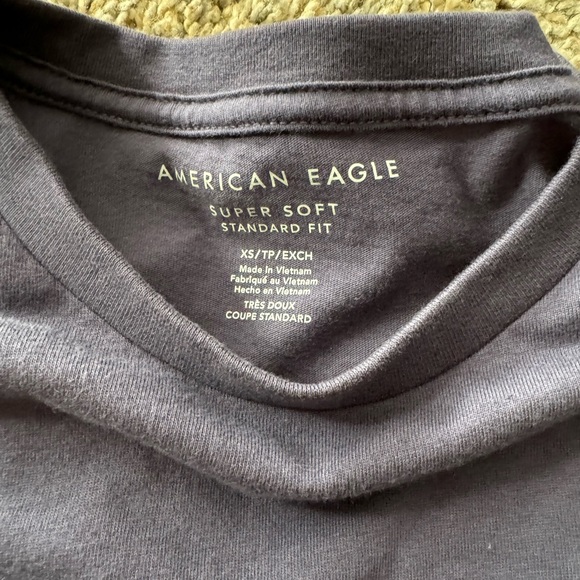 AMERICAN EAGLE
SUPER SOFT
STANDARD FIT
XS/TP/EXCH
Made in Vietnam
Fabriqué au Vietnam
Hecho en Vietnam
TRÈS DOUX
COUPE STANDARD